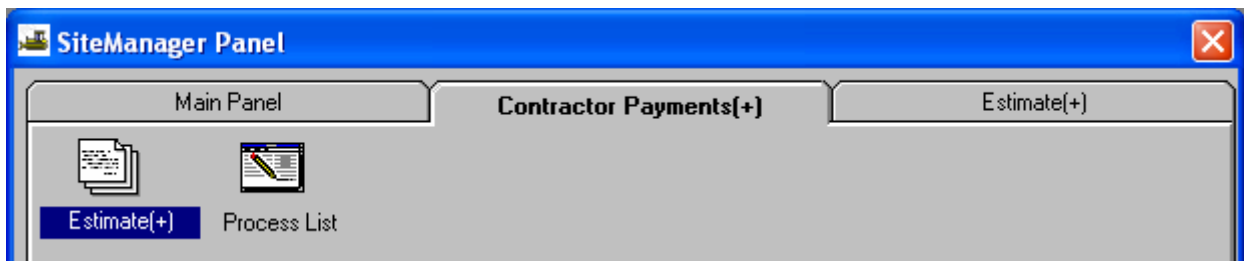 SiteManager Panel
Main Panel
Contractor Payments(+)
Estimate(+)
Estimate(+)
Process List